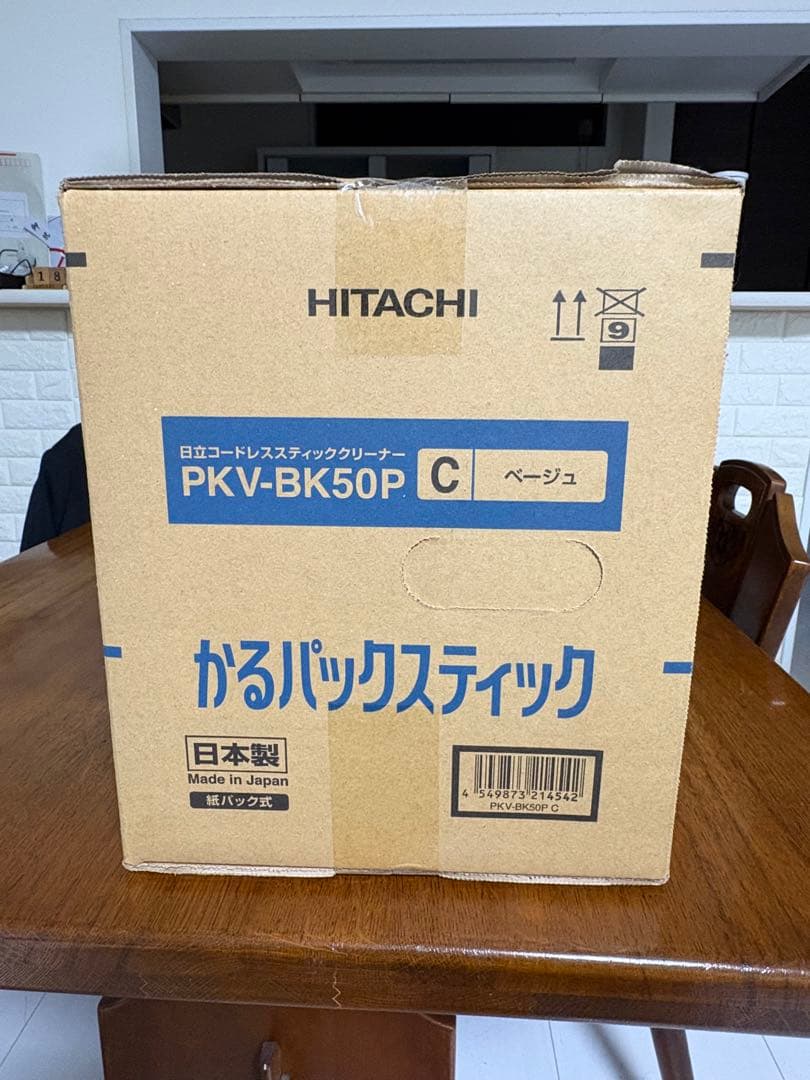 HITACHI
9
日立コードレススティッククリーナー
PKV-BK50P C ベージュ
かるパックスティック
日本製
Made in Japan
紙パック式
4 549873 214542
PKV-BK50P C
1 8